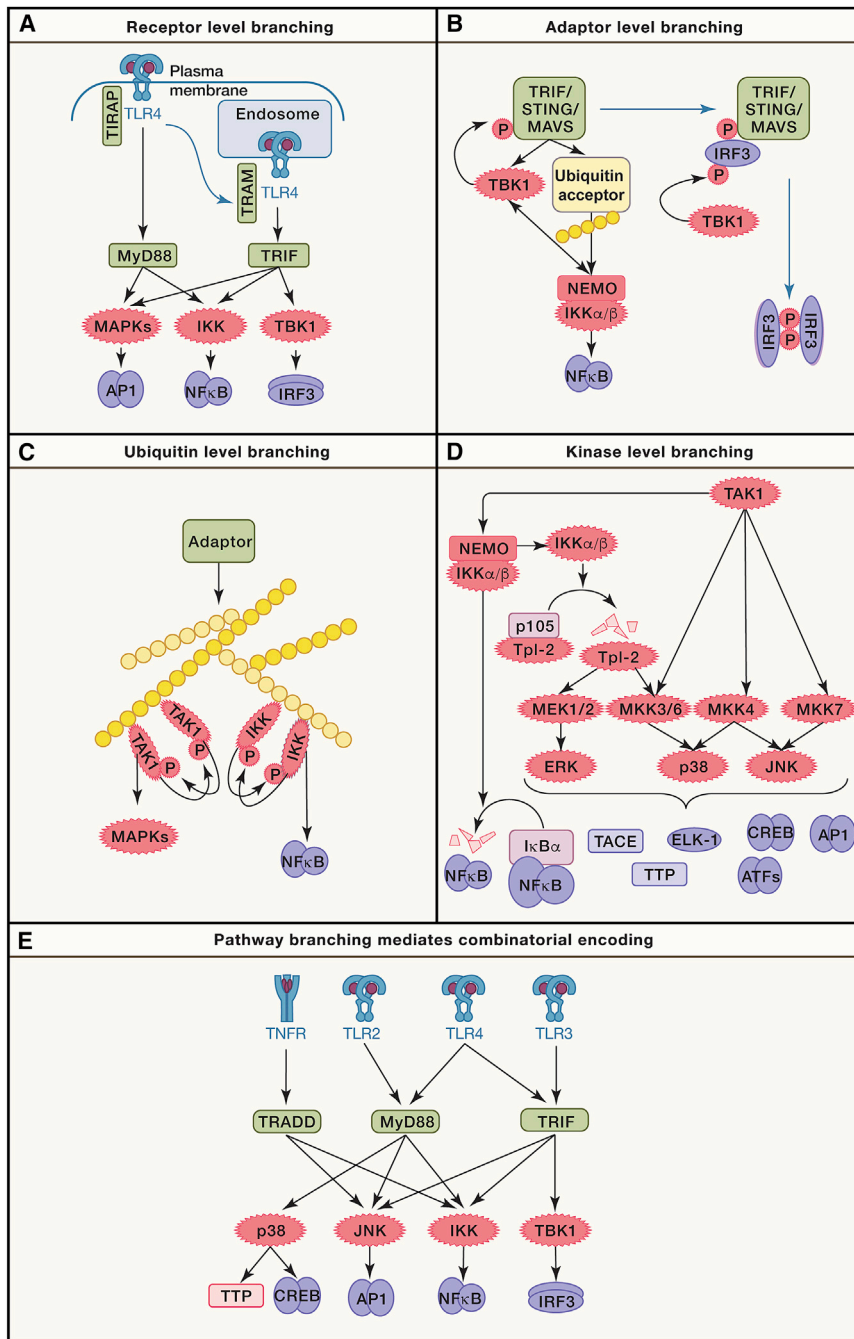 A
Receptor level branching
Plasma
membrane
TIRAP
TLR4
Endosome
TRAM
TLR4
MyD88
TRIF
MAPKs
IKK
TBK1
AP1
NFκB
IRF3
B
Adaptor level branching
TRIF/
STING/
MAVS
P
TBK1
Ubiquitin
acceptor
NEMO
IKKα/β
NFκB
TRIF/
STING/
MAVS
P
IRF3
P
TBK1
IRF3
P
P
IRF3
C
Ubiquitin level branching
Adaptor
TAK1
TAK1
P
P
IKK
IKK
P
P
MAPKs
NFκB
D
Kinase level branching
TAK1
NEMO
IKKα/β
IKKα/β
p105
Tpl-2
Tpl-2
MEK1/2
MKK3/6
MKK4
MKK7
ERK
p38
JNK
NFκB
IκBα
NFκB
TACE
ELK-1
CREB
AP1
TTP
ATFs
E
Pathway branching mediates combinatorial encoding
TNFR
TLR2
TLR4
TLR3
TRADD
MyD88
TRIF
p38
JNK
IKK
TBK1
TTP
CREB
AP1
NFκB
IRF3